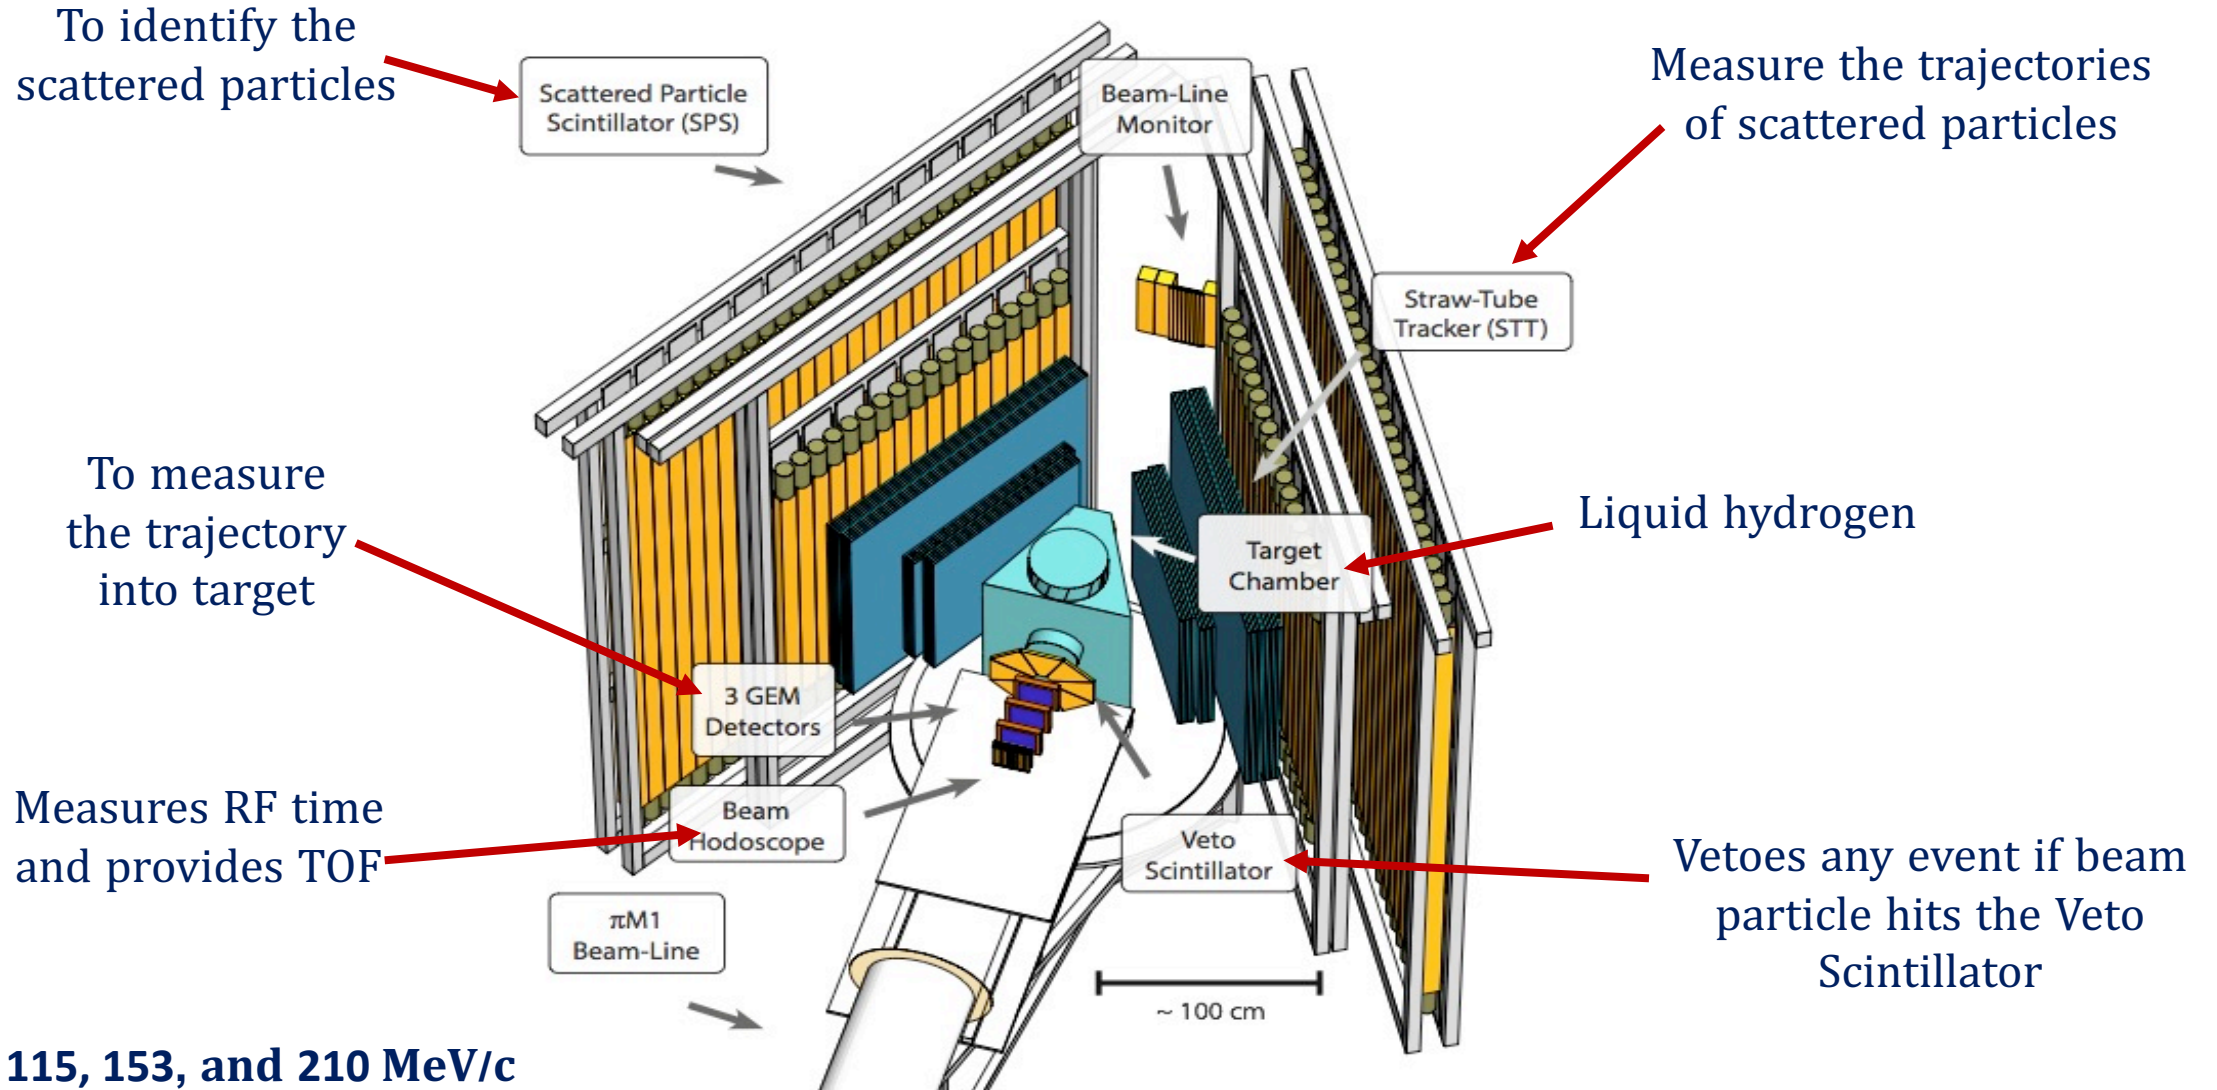 To identify the
scattered particles
Scattered Particle
Scintillator (SPS)
Beam-Line
Monitor
Measure the trajectories
of scattered particles
Straw-Tube
Tracker (STT)
To measure
the trajectory
into target
Target
Chamber
Liquid hydrogen
3 GEM
Detectors
Measures RF time
and provides TOF
Beam
Hodoscope
Veto
Scintillator
Vetoes any event if beam
particle hits the Veto
Scintillator
πM1
Beam-Line
~ 100 cm
115, 153, and 210 MeV/c